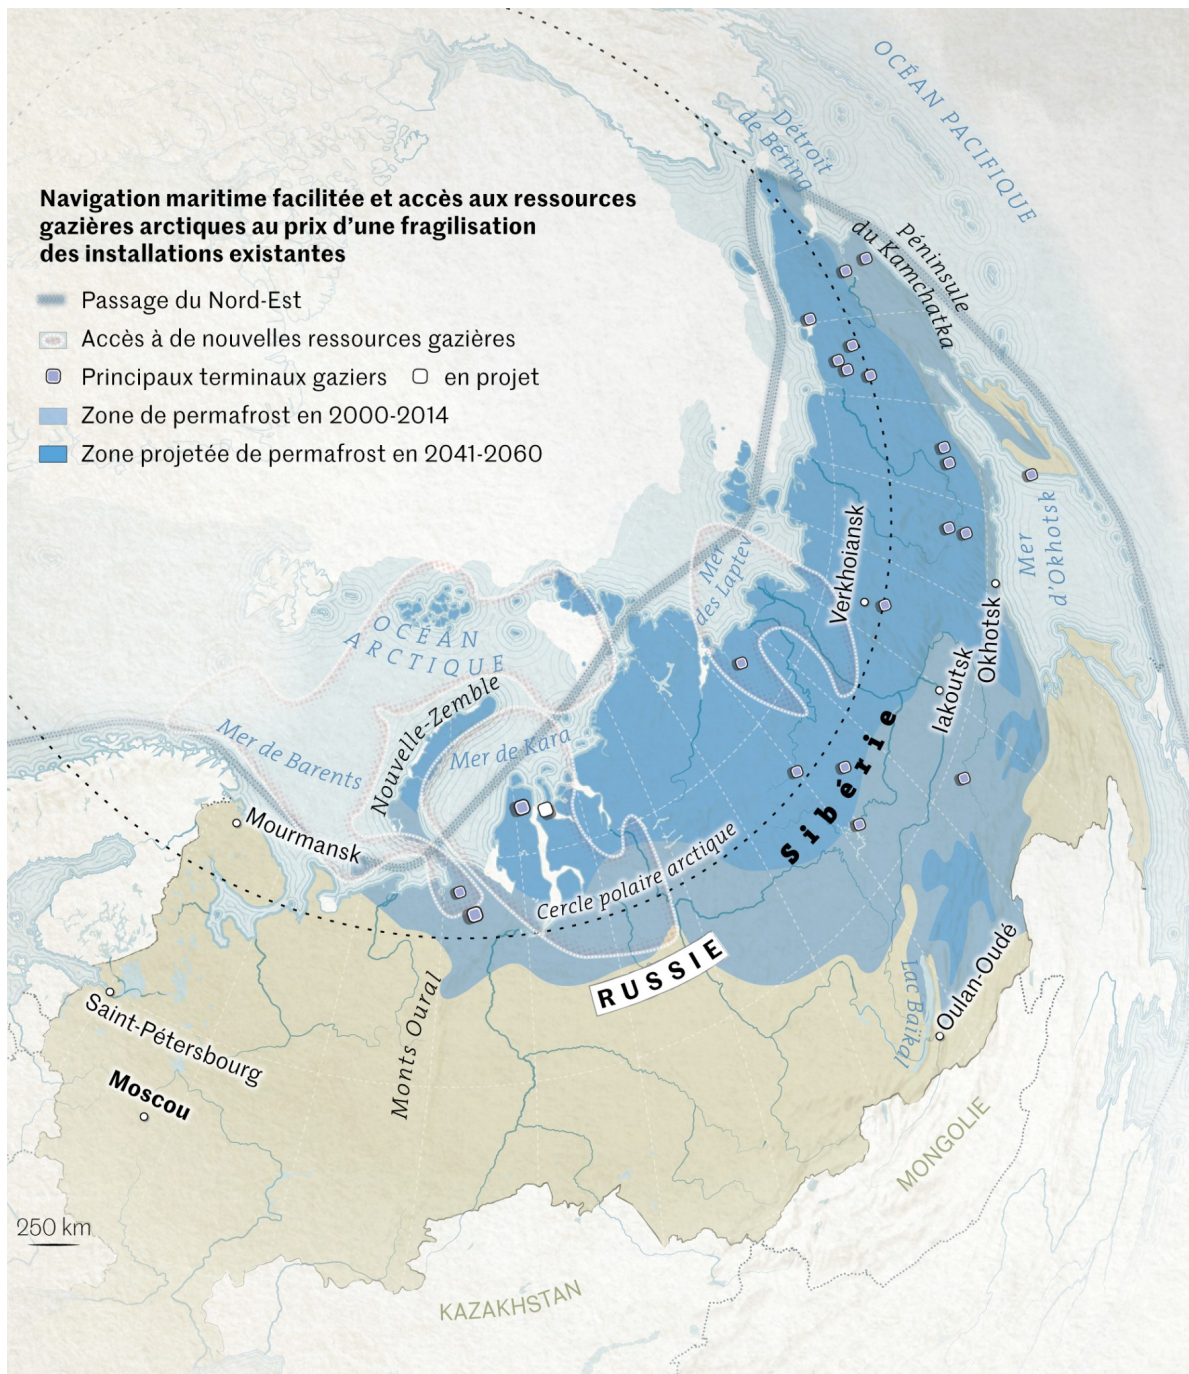 Navigation maritime facilitée et accès aux ressources
gazières arctiques au prix d’une fragilisation
des installations existantes
Passage du Nord-Est
Accès à de nouvelles ressources gazières
Principaux terminaux gaziers en projet
Zone de permafrost en 2000-2014
Zone projetée de permafrost en 2041-2060
OCÉAN PACIFIQUE
Détroit
de Béring
Péninsule
du Kamchatka
Mer
d’Okhotsk
Mer
des Laptev
Verkhoiansk
Okhotsk
Iakoutsk
OCÉAN
ARCTIQUE
Nouvelle-Zemble
Mer de Barents
Mer de Kara
Sibérie
Mourmansk
Cercle polaire arctique
RUSSIE
Lac Baïkal
Oulan-Oudé
Monts Oural
Saint-Pétersbourg
Moscou
MONGOLIE
250 km
KAZAKHSTAN